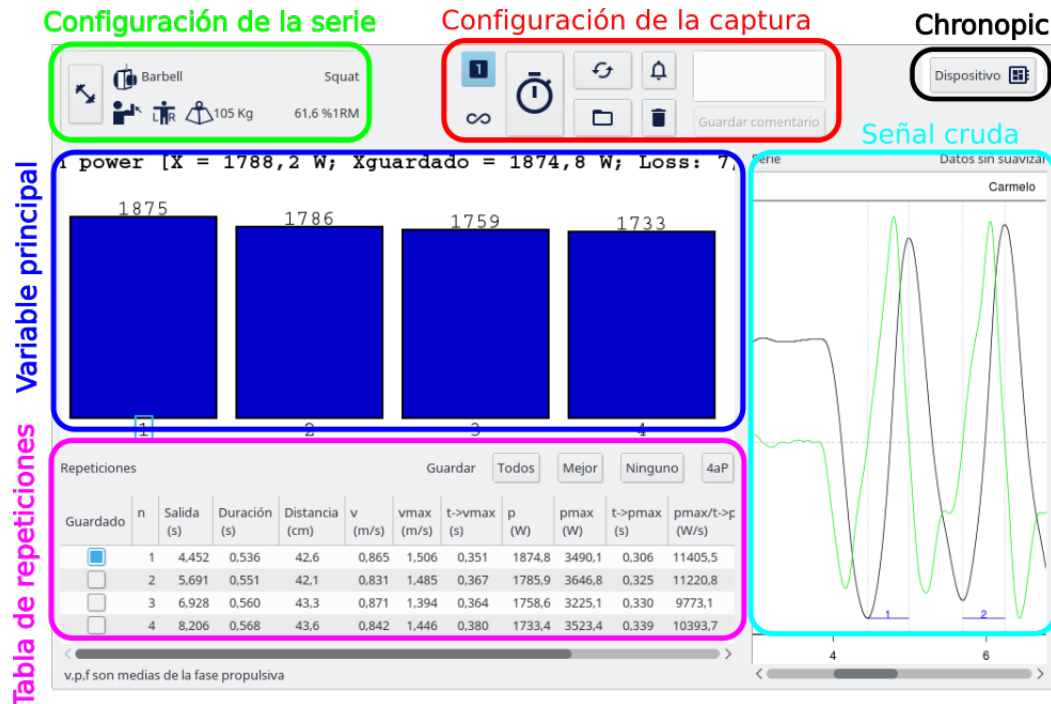 Configuración de la serie
Configuración de la captura
Chronopic
Barbell
Squat
L R
105 Kg
61,6 %1RM
1
Guardar comentario
Dispositivo
Señal cruda
Variable principal
power [X = 1788,2 W; Xguardado = 1874,8 W; Loss: 7,
1875
1786
1759
1733
1
2
3
4
Serie
Datos sin suavizar
Carmelo
1
2
4
6
Tabla de repeticiones
Repeticiones
Guardar
Todos
Mejor
Ninguno
4aP
Guardado n Salida (s) Duración (s) Distancia (cm) v (m/s) vmax (m/s) t->vmax (s) p (W) pmax (W) t->pmax (s) pmax/t->p (W/s)
1 4,452 0,536 42,6 0,865 1,506 0,351 1874,8 3490,1 0,306 11405,5
2 5,691 0,551 42,1 0,831 1,485 0,367 1785,9 3646,8 0,325 11220,8
3 6,928 0,560 43,3 0,871 1,394 0,364 1758,6 3225,1 0,330 9773,1
4 8,206 0,568 43,6 0,842 1,446 0,380 1733,4 3523,4 0,339 10393,7
v,p,f son medias de la fase propulsiva